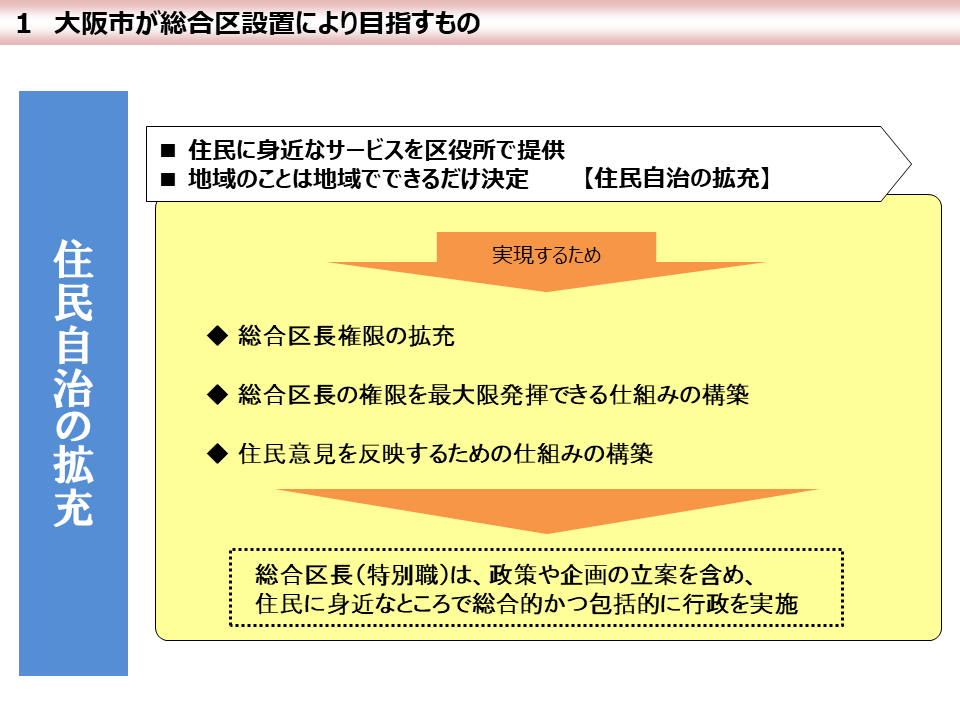 1 大阪市が総合区設置により目指すもの
住民自治の拡充
■ 住民に身近なサービスを区役所で提供
■ 地域のことは地域でできるだけ決定 【住民自治の拡充】
実現するため
◆ 総合区長権限の拡充
◆ 総合区長の権限を最大限発揮できる仕組みの構築
◆ 住民意見を反映するための仕組みの構築
総合区長（特別職）は、政策や企画の立案を含め、
住民に身近なところで総合的かつ包括的に行政を実施